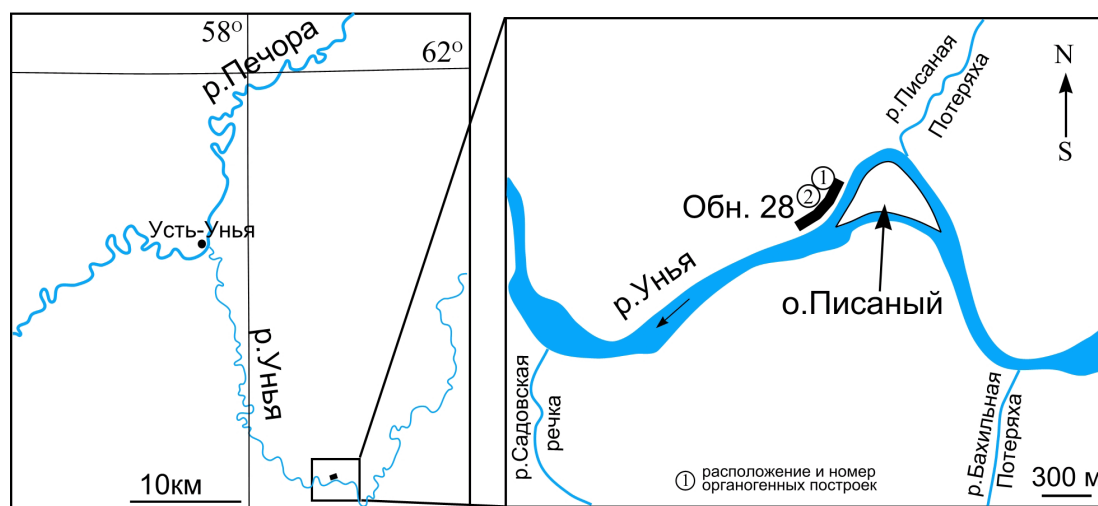 58°
62°
р.Печора
Усть-Унья
р.Унья
10км
р.Писаная
Потеряха
N
S
1
2
Обн. 28
р.Унья
о.Писаный
р.Садовская
речка
р.Бахильная
Потеряха
1 расположение и номер
органогенных построек
300 м